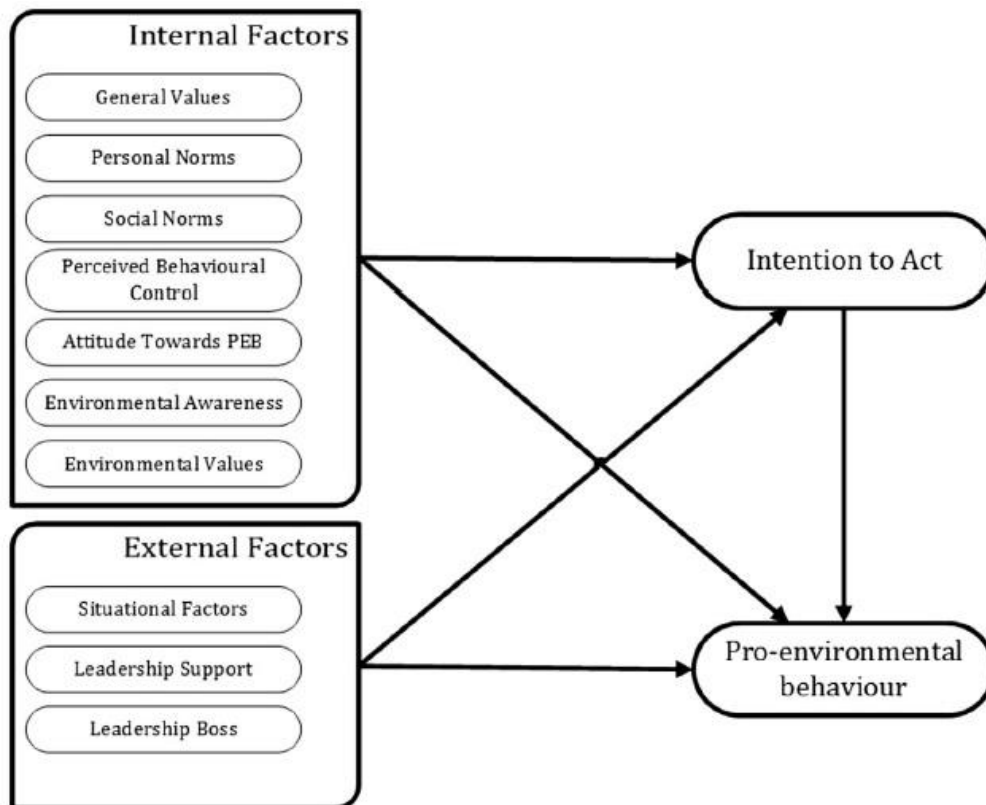 Internal Factors
General Values
Personal Norms
Social Norms
Perceived Behavioural
Control
Attitude Towards PEB
Environmental Awareness
Environmental Values
External Factors
Situational Factors
Leadership Support
Leadership Boss
Intention to Act
Pro-environmental
behaviour